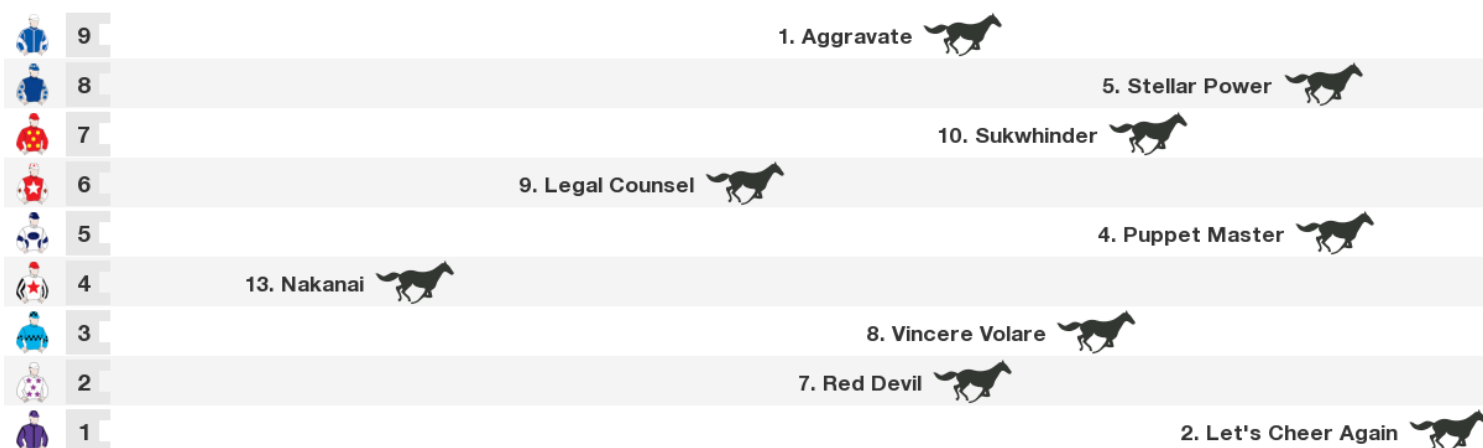 9 1. Aggravate
8 5. Stellar Power
7 10. Sukwhinder
6 9. Legal Counsel
5 4. Puppet Master
4 13. Nakanai
3 8. Vincere Volare
2 7. Red Devil
1 2. Let's Cheer Again